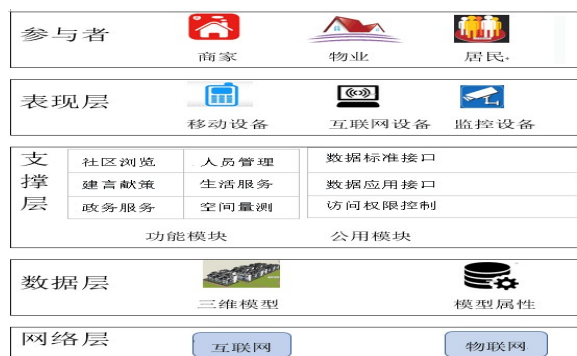 参与者
商家 物业 居民.
表现层
移动设备 互联网设备 监控设备
支撑层
社区浏览 人员管理 数据标准接口
建言献策 生活服务 数据应用接口
政务服务 空间量测 访问权限控制
功能模块 公用模块
数据层
三维模型 模型属性
网络层
互联网 物联网